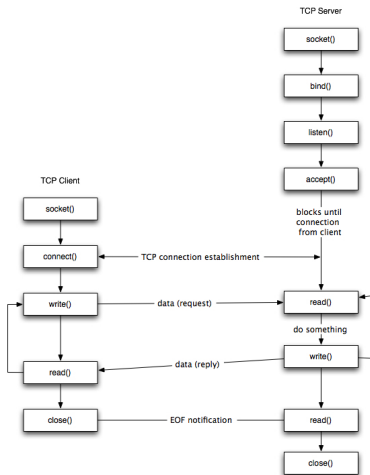 TCP Server
socket()
bind()
listen()
accept()
TCP Client
blocks until
connection
from client
socket()
connect()
TCP connection establishment
write()
data (request)
read()
do something
write()
data (reply)
read()
close()
EOF notification
read()
close()